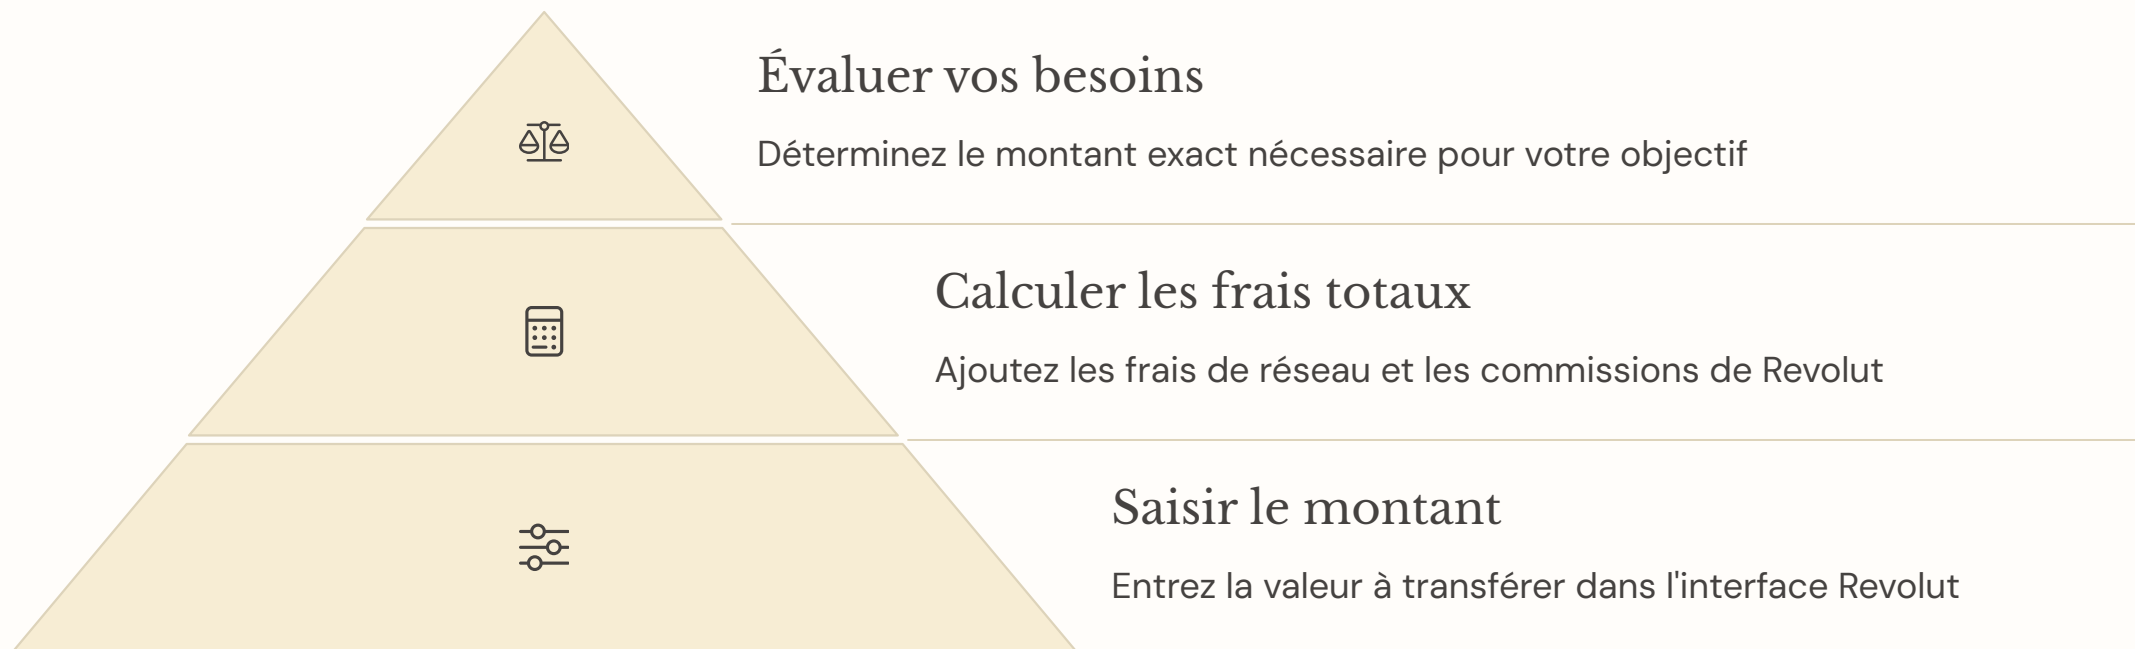 Évaluer vos besoins
Déterminez le montant exact nécessaire pour votre objectif
Calculer les frais totaux
Ajoutez les frais de réseau et les commissions de Revolut
Saisir le montant
Entrez la valeur à transférer dans l'interface Revolut